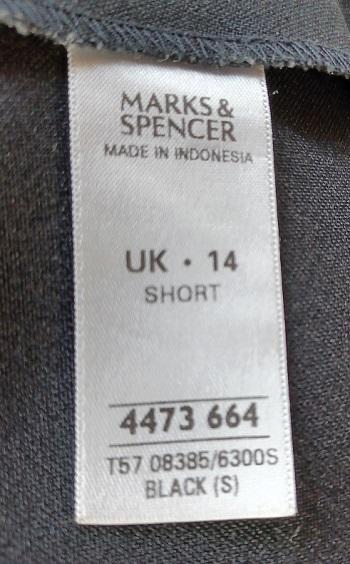 MARKS &
SPENCER
MADE IN INDONESIA
UK · 14
SHORT
4473 664
T57 08385/6300S
BLACK (S)